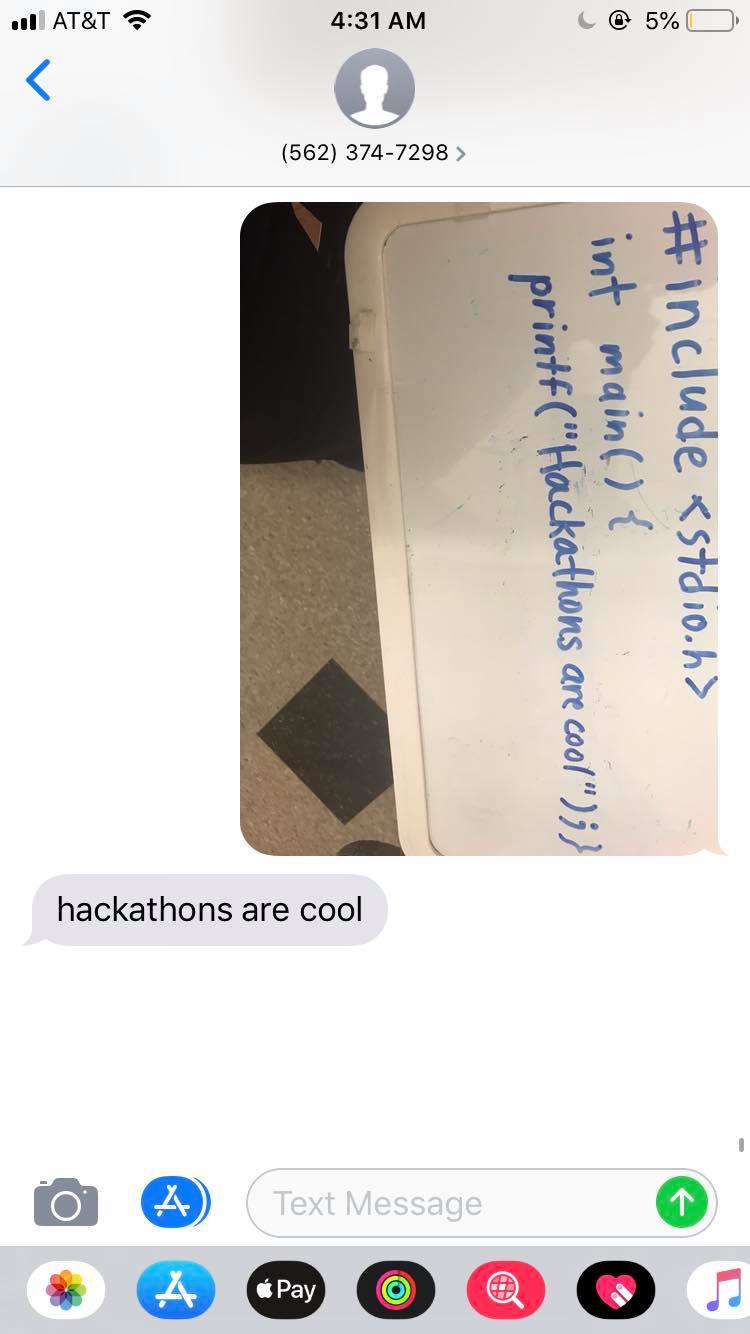 AT&T 4:31 AM 5%
(562) 374-7298
#include <stdio.h>
int main() {
printf("Hackathons are cool");}
hackathons are cool
Text Message
Pay